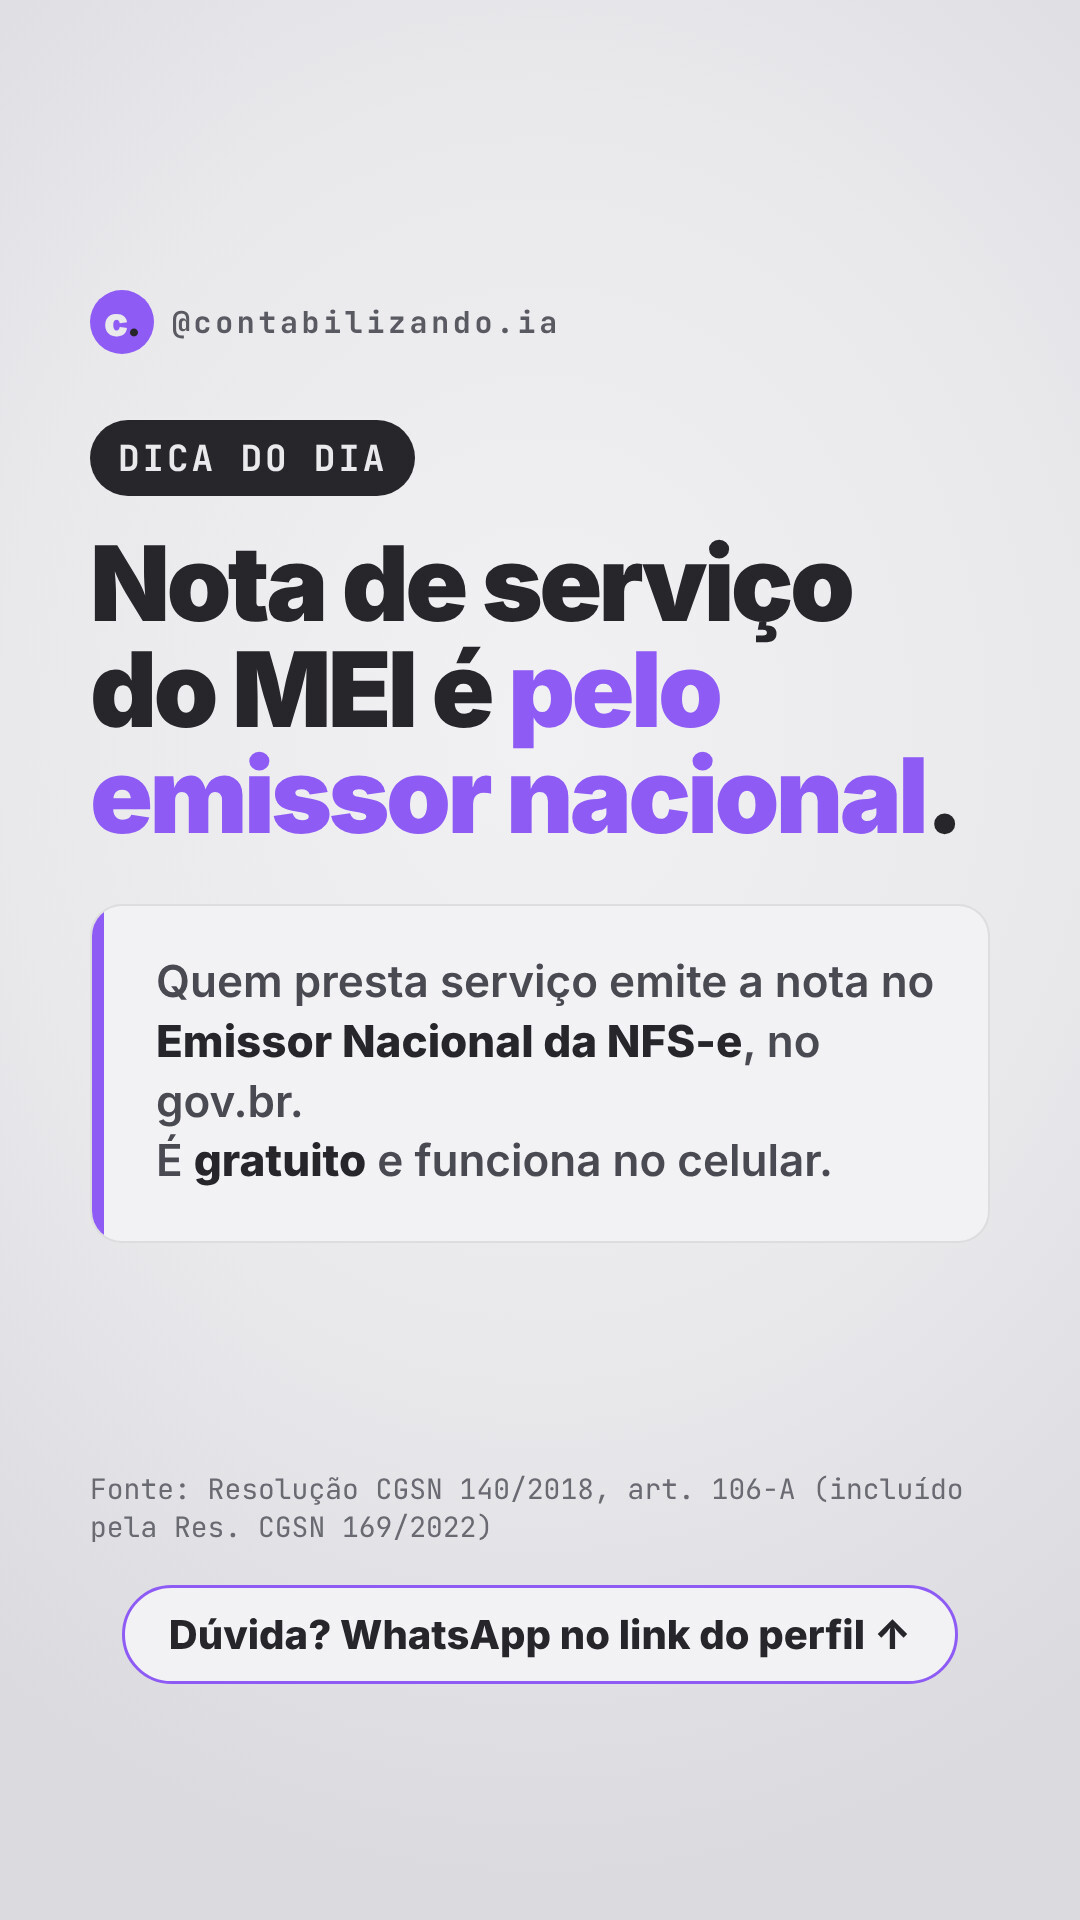 c.
@contabilizando.ia
DICA DO DIA
Nota de serviço
do MEI é pelo
emissor nacional.
Quem presta serviço emite a nota no
Emissor Nacional da NFS-e, no
gov.br.
É gratuito e funciona no celular.
Fonte: Resolução CGSN 140/2018, art. 106-A (incluído
pela Res. CGSN 169/2022)
Dúvida? WhatsApp no link do perfil ↑